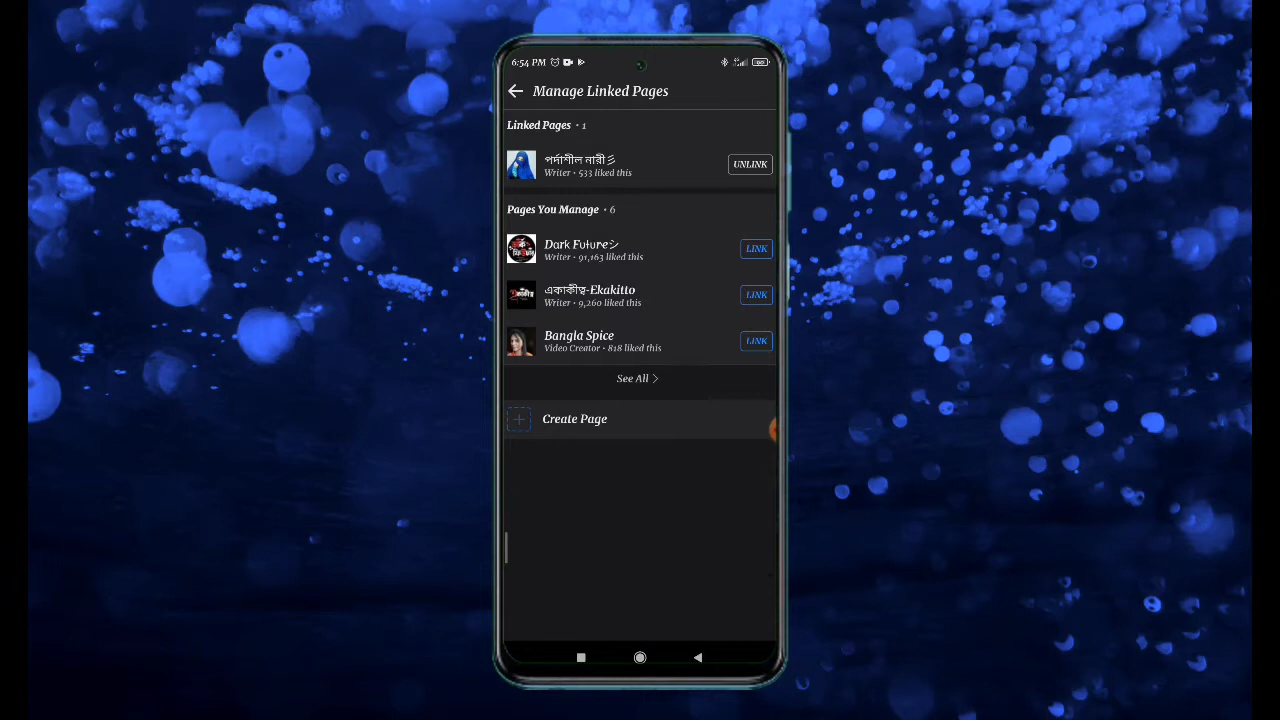 6:54 PM
Manage Linked Pages
Linked Pages • 1
পর্দাশীল নারী彡
Writer • 533 liked this
UNLINK
Pages You Manage • 6
Dark Futureシ
Writer • 91,163 liked this
LINK
একাকীত্ব-Ekakitto
Writer • 9,260 liked this
LINK
Bangla Spice
Video Creator • 818 liked this
LINK
See All
Create Page